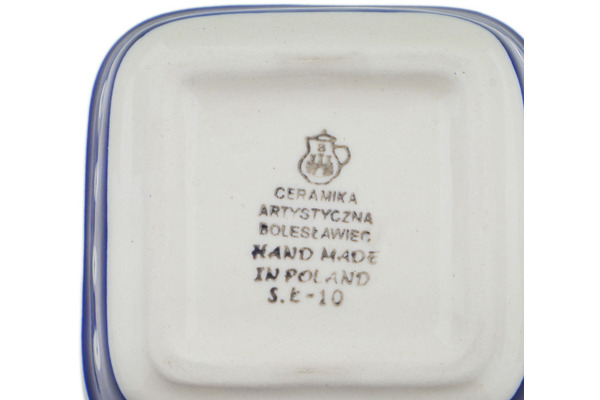 B
CERAMIKA
ARTYSTYCZNA
BOLESŁAWIEC
HAND MADE
IN POLAND
S.Ł-10